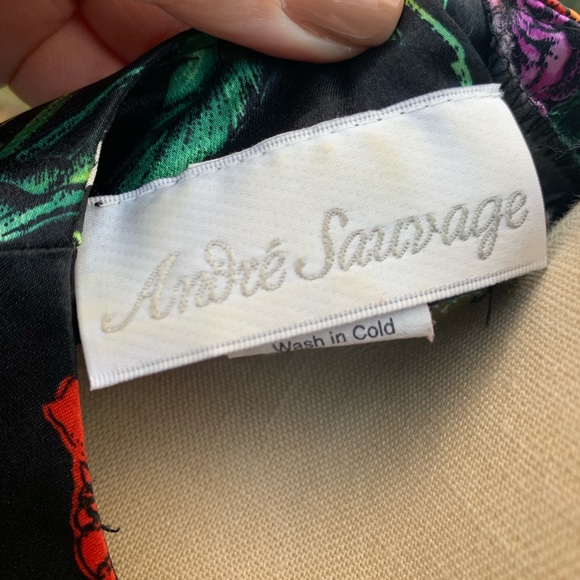 André Sauvage
Wash in Cold